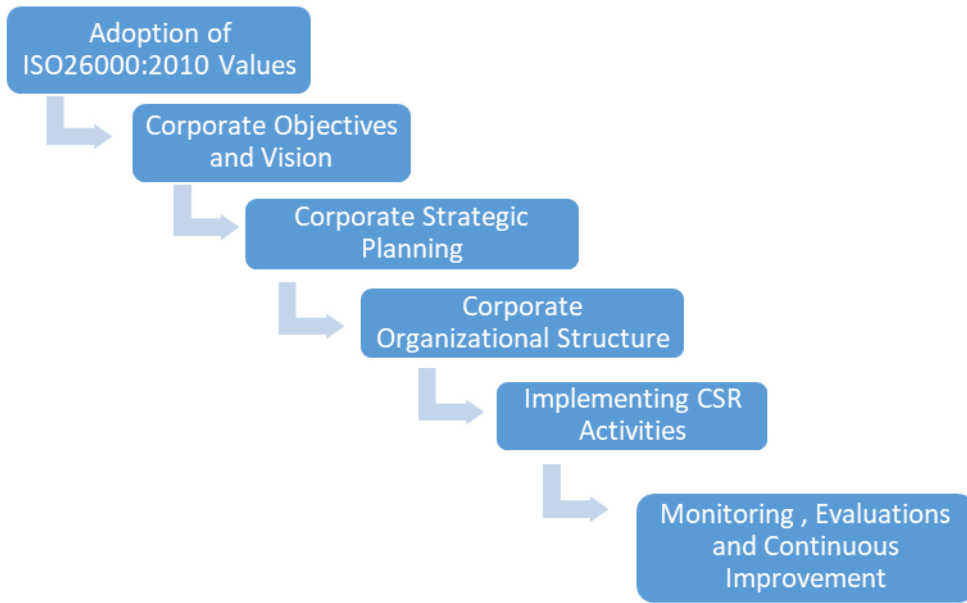 Adoption of
ISO26000:2010 Values
Corporate Objectives
and Vision
Corporate Strategic
Planning
Corporate
Organizational Structure
Implementing CSR
Activities
Monitoring , Evaluations
and Continuous
Improvement